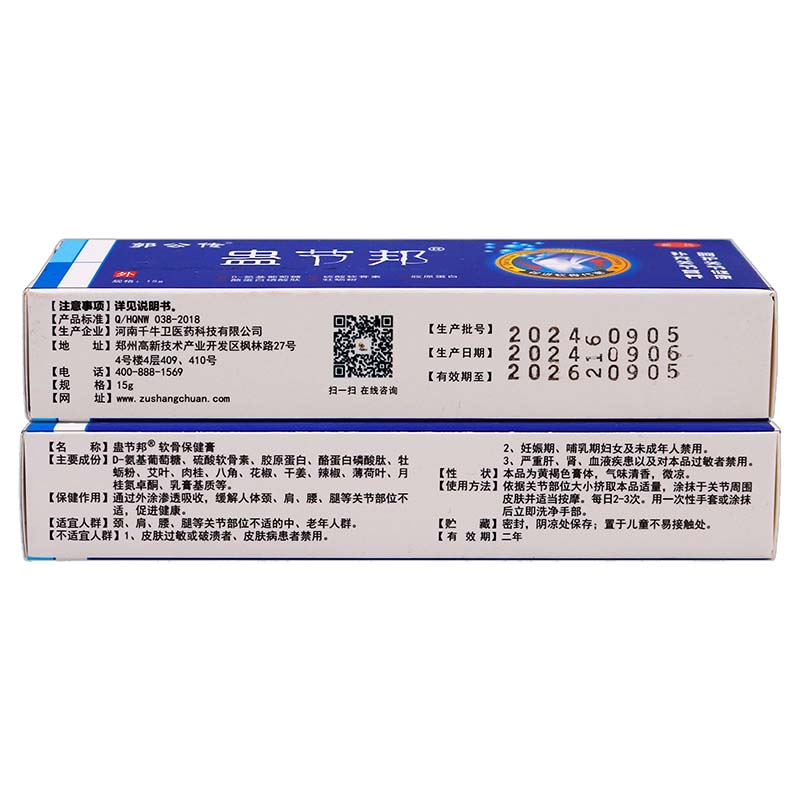 郭公传®
蛊节邦®
外
规格：15g
D-氨基葡萄糖 硫酸软骨素 胶原蛋白
酪蛋白磷酸肽 牡蛎粉
【注意事项】详见说明书。
【产品标准】Q/HQNW 038-2018
【生产企业】河南千牛卫医药科技有限公司
【地 址】郑州高新技术产业开发区枫林路27号
4号楼4层409、410号
【电 话】400-888-1569
【规 格】15g
【网 址】www.zushangchuan.com
扫一扫 在线咨询
【生产批号】20240905
【生产日期】20240906
【有效期至】20260905
216
【名 称】蛊节邦®软骨保健膏
【主要成份】D-氨基葡萄糖、硫酸软骨素、胶原蛋白、酪蛋白磷酸肽、牡
蛎粉、艾叶、肉桂、八角、花椒、干姜、辣椒、薄荷叶、月
桂氮卓酮、乳膏基质等。
【保健作用】通过外涂渗透吸收，缓解人体颈、肩、腰、腿等关节部位不
适，促进健康。
【适宜人群】颈、肩、腰、腿等关节部位不适的中、老年人群。
【不适宜人群】1、皮肤过敏或破溃者、皮肤病患者禁用。
2、妊娠期、哺乳期妇女及未成年人禁用。
3、严重肝、肾、血液疾病患以及对本品过敏者禁用。
【性 状】本品为黄褐色膏体，气味清香，微凉。
【使用方法】依据关节部位大小挤取本品适量，涂抹于关节周围
皮肤并适当按摩。每日2-3次。用一次性手套或涂抹
后立即洗净手部。
【贮 藏】密封，阴凉处保存；置于儿童不易接触处。
【有 效 期】二年